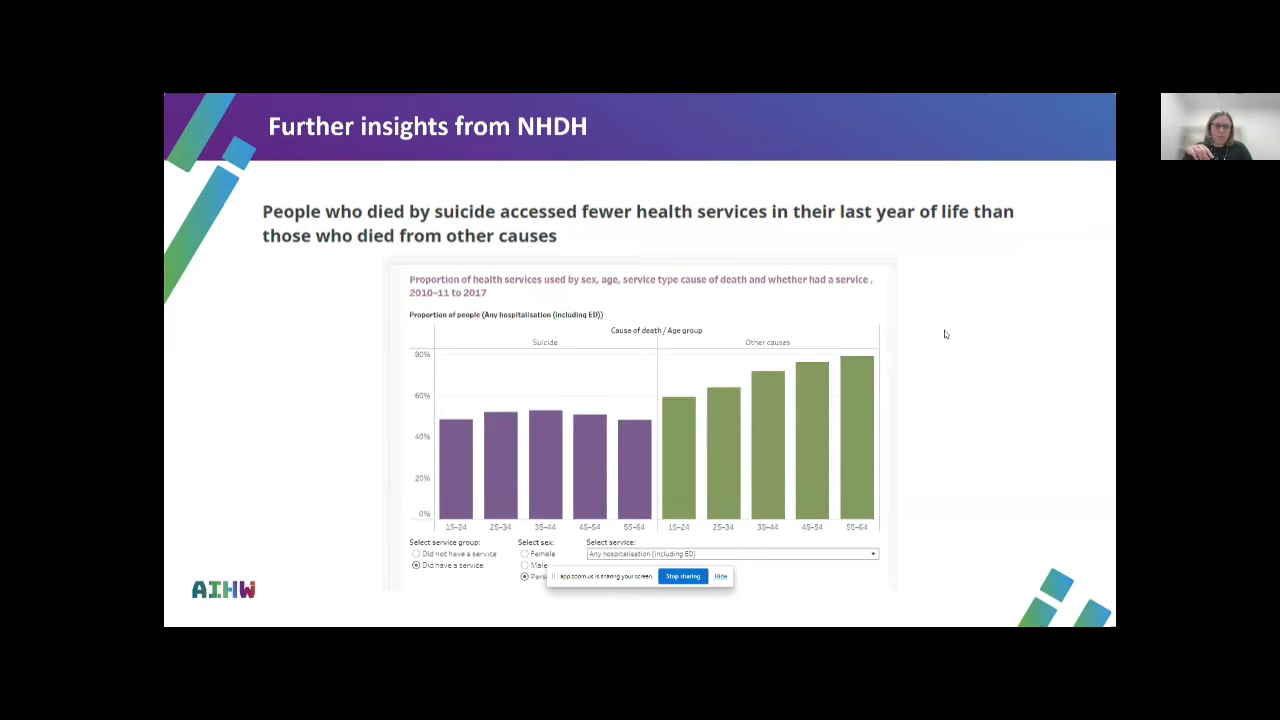 Further insights from NHDH
People who died by suicide accessed fewer health services in their last year of life than
those who died from other causes
Proportion of health services used by sex, age, service type cause of death and whether had a service ,
2010–11 to 2017
Proportion of people (Any hospitalisation (including ED))
Cause of death / Age group
Suicide
Other causes
80%
60%
40%
20%
0%
15–24 25–34 35–44 45–54 55–64 15–24 25–34 35–44 45–54 55–64
Select service group:
Did not have a service
Did have a service
Select sex:
Female
Male
Pers
Select service:
Any hospitalisation (including ED)
app.zoom.us is sharing your screen.
Stop sharing
Hide
AIHW